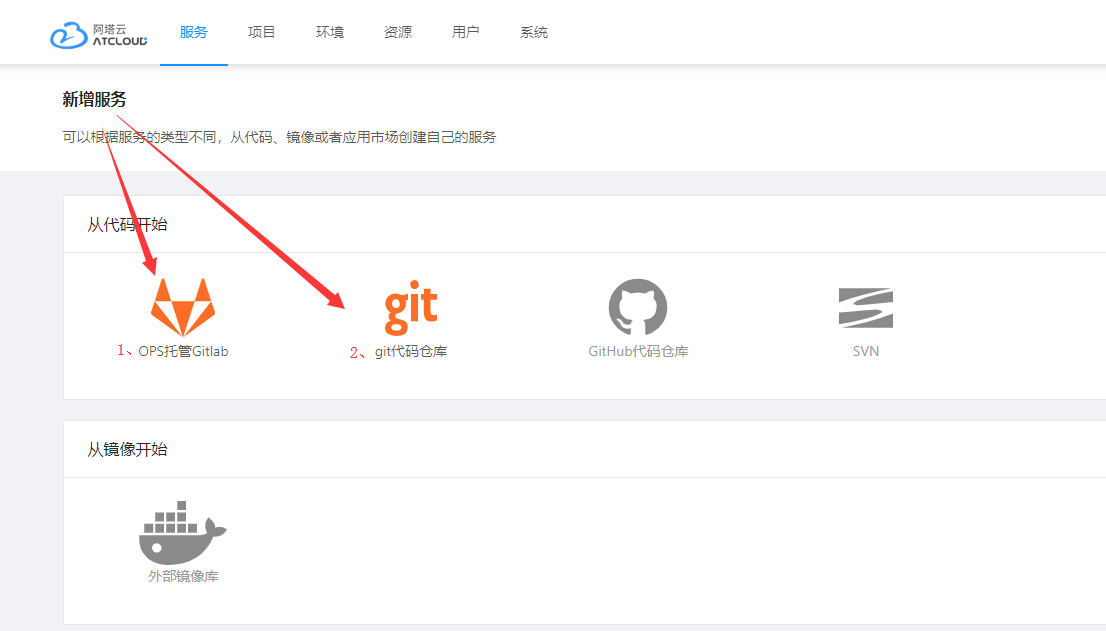 阿塔云
ATCLOUD
服务 项目 环境 资源 用户 系统
新增服务
可以根据服务的类型不同，从代码、镜像或者应用市场创建自己的服务
从代码开始
git
1、OPS托管Gitlab 2、git代码仓库 GitHub代码仓库 SVN
从镜像开始
外部镜像库